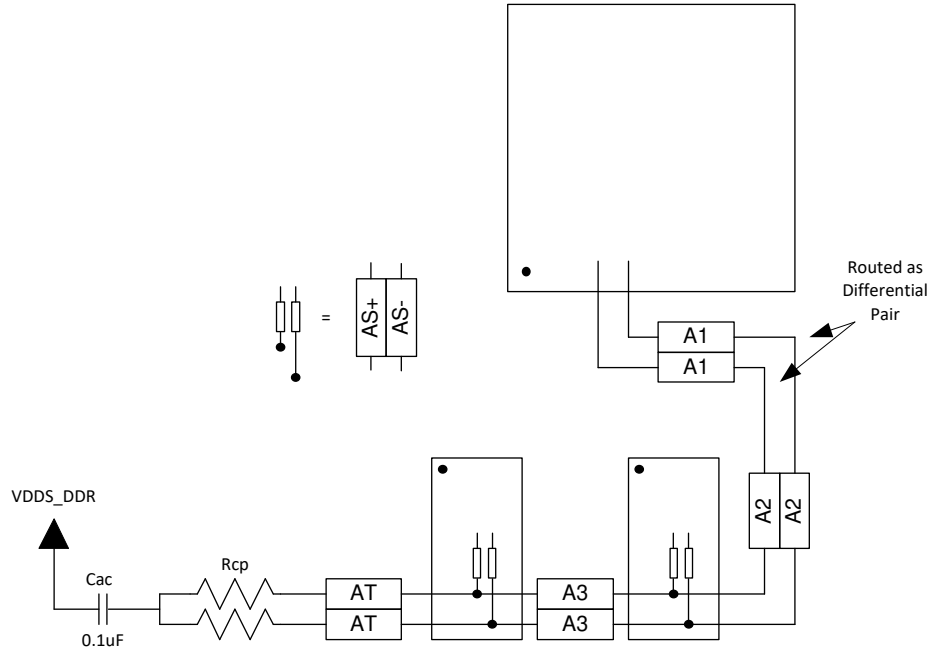 Routed as
Differential
Pair
A1
A1
=
AS+
AS-
A2
A2
VDDS_DDR
Cac
0.1uF
Rcp
AT
AT
A3
A3